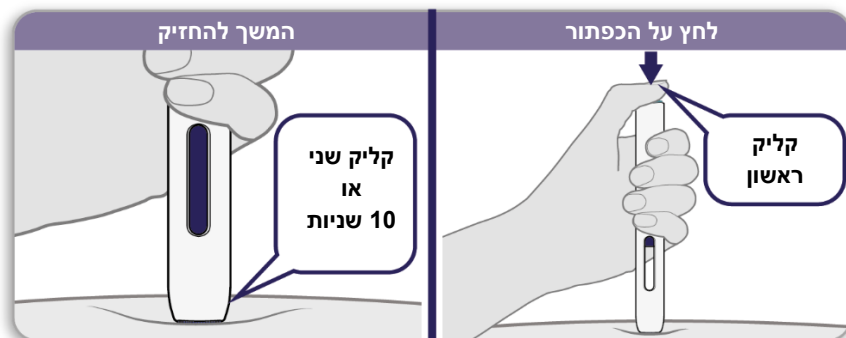 לחץ על הכפתור
קליק
ראשון
המשך להחזיק
קליק שני
או
10 שניות